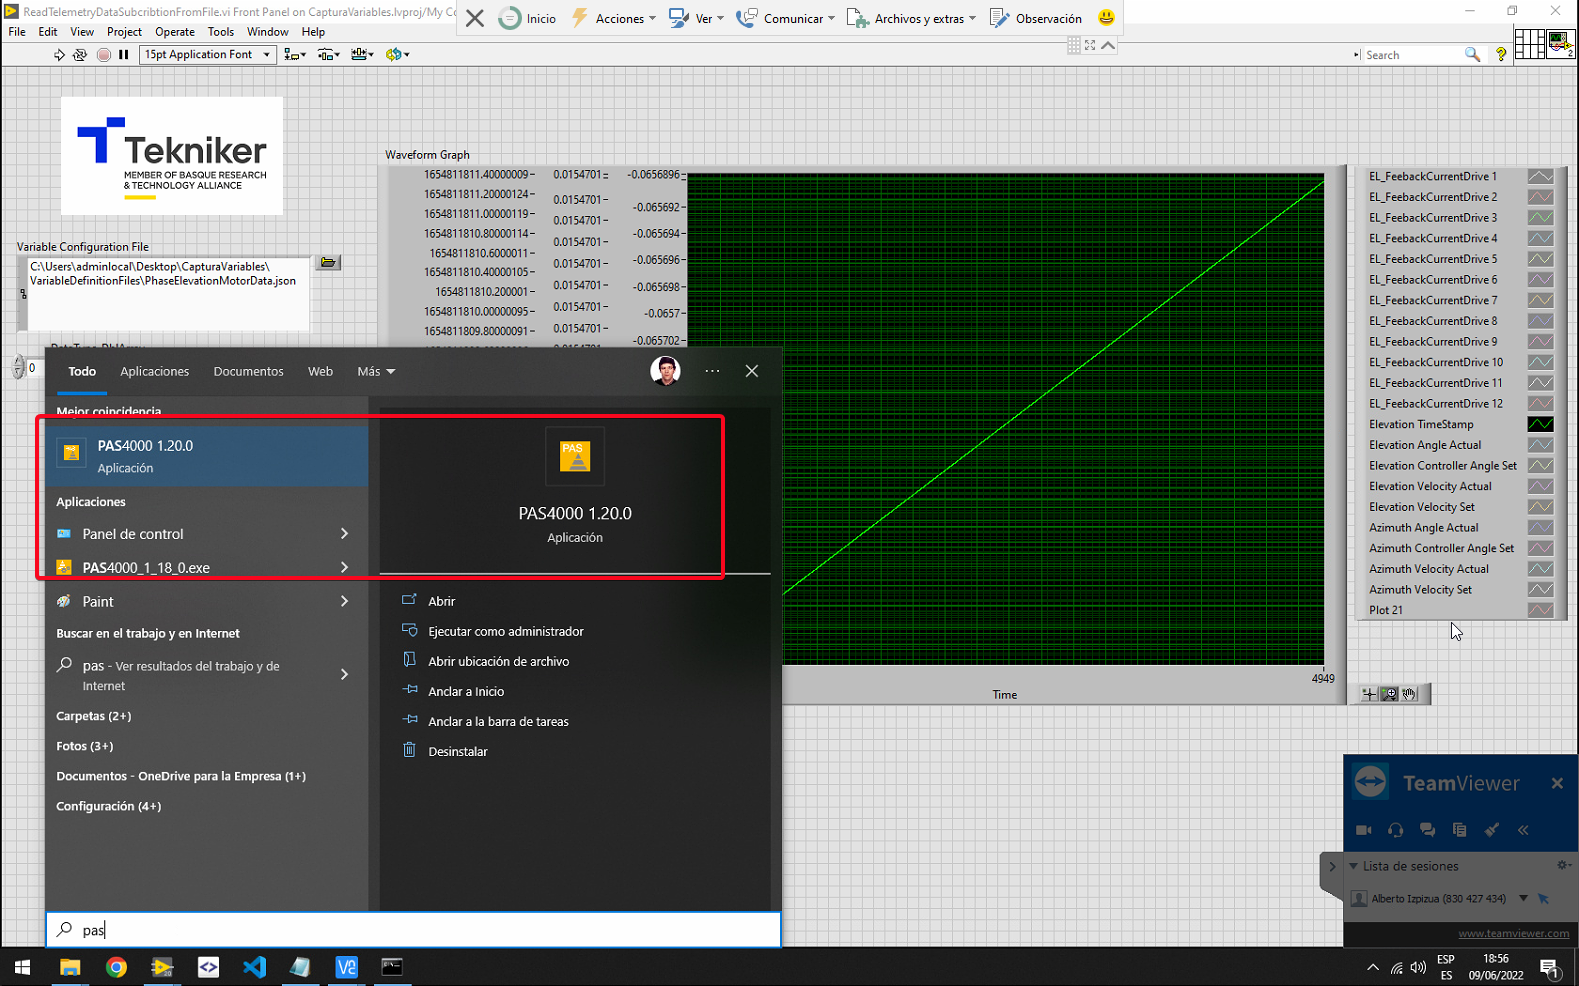 ReadTelemetryDataSubcribtionFromFile.vi Front Panel on CapturaVariables.lvproj/My Co
Inicio
Acciones
Ver
Comunicar
Archivos y extras
Observación
File Edit View Project Operate Tools Window Help
15pt Application Font
Search
2
Tekniker
MEMBER OF BASQUE RESEARCH
& TECHNOLOGY ALLIANCE
Variable Configuration File
C:\Users\adminlocal\Desktop\CapturaVariables\
VariableDefinitionFiles\PhaseElevationMotorData.json
0
Waveform Graph
1654811811.40000009
1654811811.20000124
1654811811.00000119
1654811810.80000114
1654811810.6000011
1654811810.40000105
1654811810.200001
1654811810.00000095
1654811809.80000091
0.0154701
0.0154701
0.0154701
0.0154701
0.0154701
0.0154701
0.0154701
0.0154701
-0.0656896
-0.065692
-0.065694
-0.065696
-0.065698
-0.0657
-0.065702
4949
Time
EL_FeebackCurrentDrive 1
EL_FeebackCurrentDrive 2
EL_FeebackCurrentDrive 3
EL_FeebackCurrentDrive 4
EL_FeebackCurrentDrive 5
EL_FeebackCurrentDrive 6
EL_FeebackCurrentDrive 7
EL_FeebackCurrentDrive 8
EL_FeebackCurrentDrive 9
EL_FeebackCurrentDrive 10
EL_FeebackCurrentDrive 11
EL_FeebackCurrentDrive 12
Elevation TimeStamp
Elevation Angle Actual
Elevation Controller Angle Set
Elevation Velocity Actual
Elevation Velocity Set
Azimuth Angle Actual
Azimuth Controller Angle Set
Azimuth Velocity Actual
Azimuth Velocity Set
Plot 21
Todo Aplicaciones Documentos Web Más
Mejor coincidencia
PAS4000 1.20.0
Aplicación
Aplicaciones
Panel de control
PAS4000_1_18_0.exe
Paint
Buscar en el trabajo y en Internet
pas - Ver resultados del trabajo y de
Internet
Carpetas (2+)
Fotos (3+)
Documentos - OneDrive para la Empresa (1+)
Configuración (4+)
PAS
PAS4000 1.20.0
Aplicación
Abrir
Ejecutar como administrador
Abrir ubicación de archivo
Anclar a Inicio
Anclar a la barra de tareas
Desinstalar
pas
TeamViewer
Lista de sesiones
Alberto Izpizua (830 427 434)
www.teamviewer.com
ESP
ES
18:56
09/06/2022
1